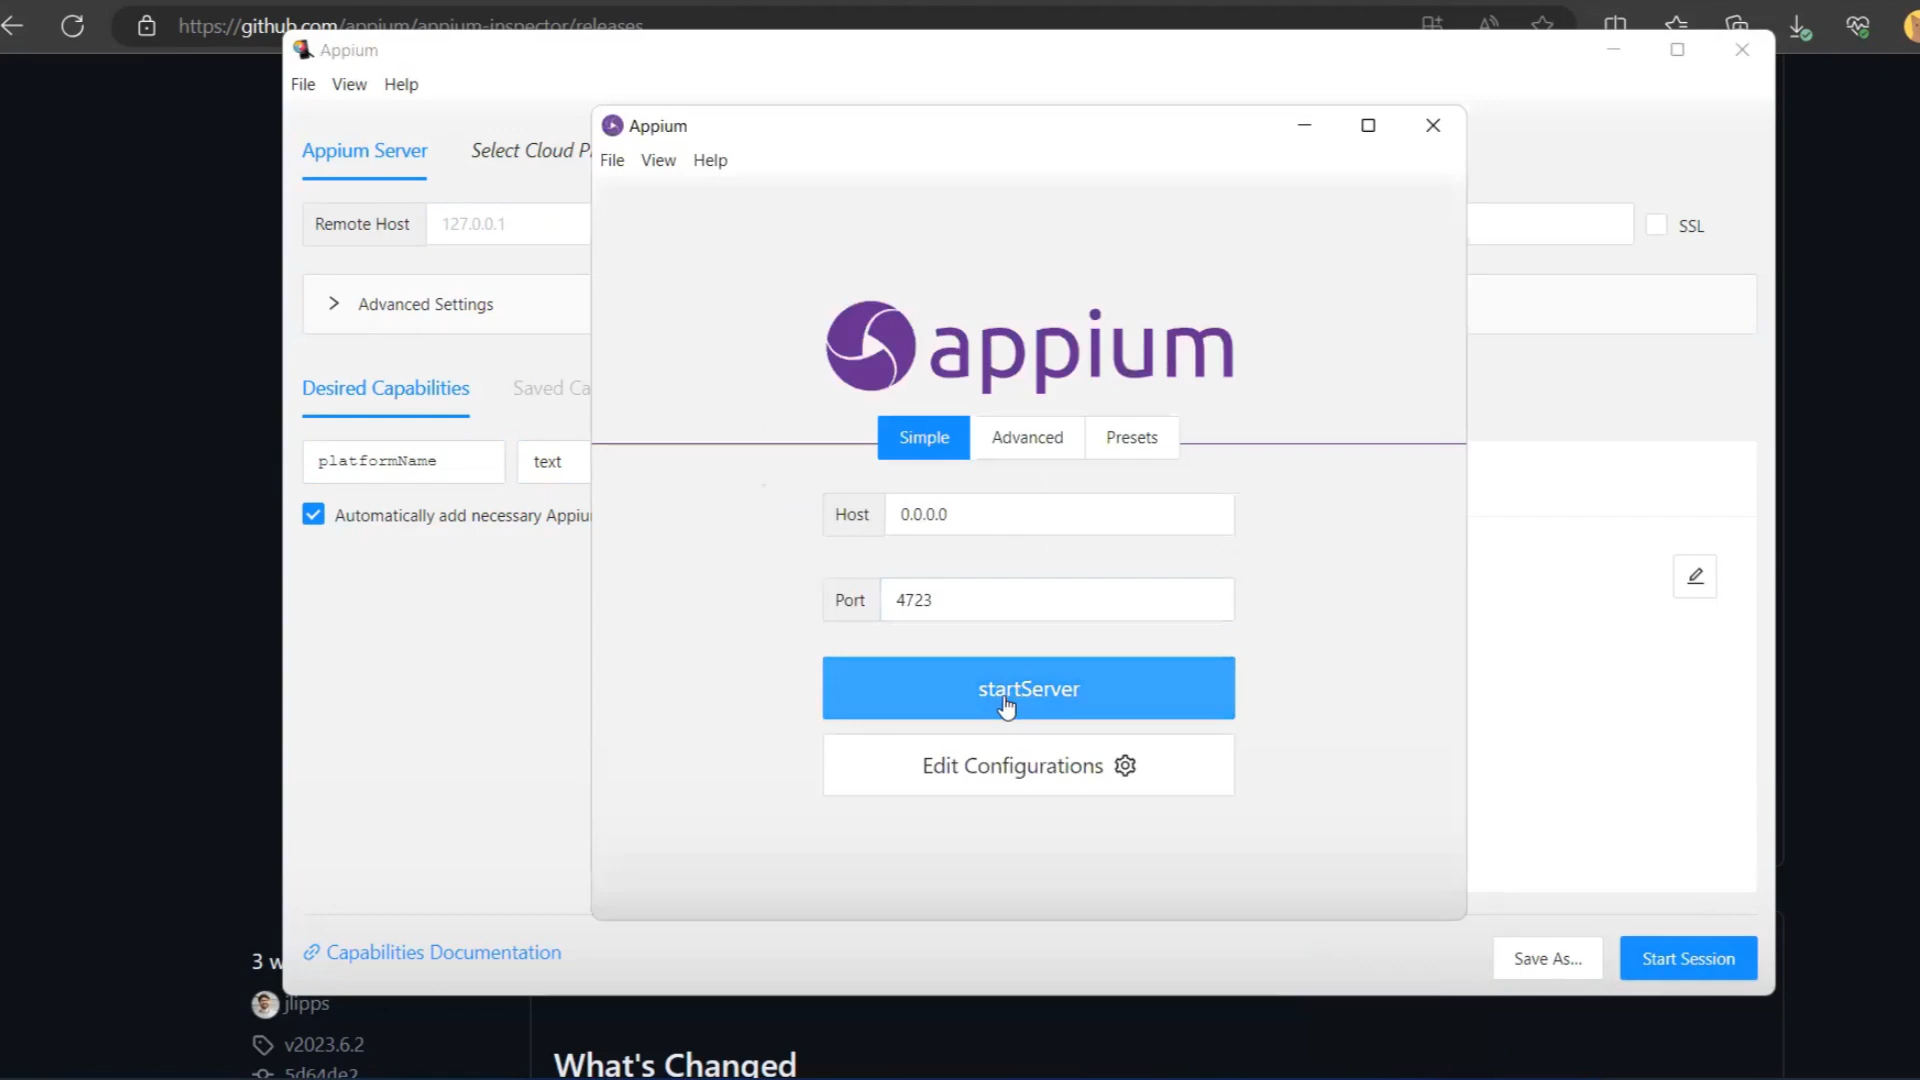 https://github.com/appium/appium-inspector/releases
Appium
File View Help
Appium Server Select Cloud P
Remote Host 127.0.0.1
SSL
Advanced Settings
Desired Capabilities Saved Ca
platformName text
Automatically add necessary Appiu
Appium
File View Help
appium
Simple Advanced Presets
Host 0.0.0.0
Port 4723
startServer
Edit Configurations
Capabilities Documentation
Save As... Start Session
3 w
jlipps
v2023.6.2
5d64de2
What's Changed